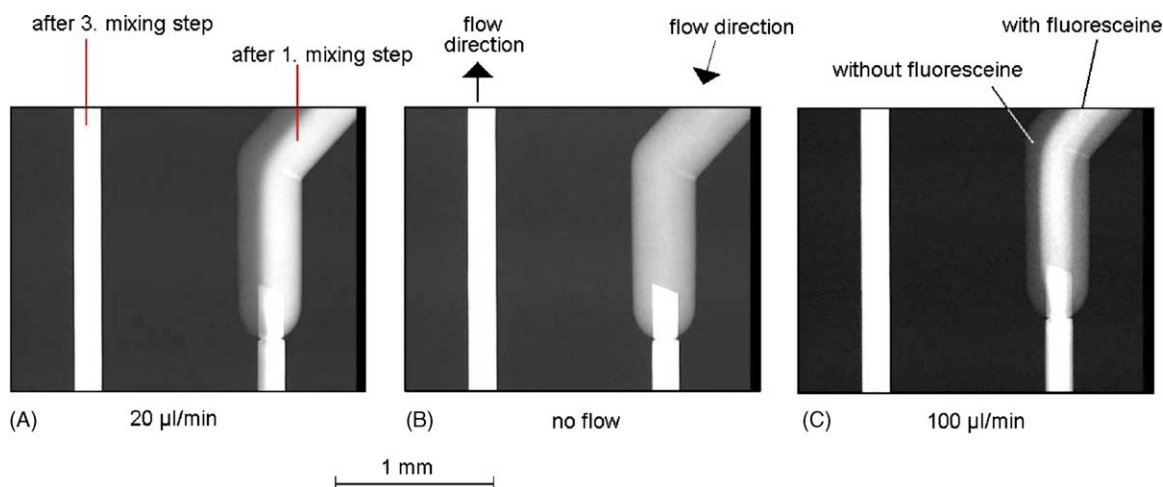 after 3. mixing step
after 1. mixing step
flow
direction
flow direction
with fluoresceine
without fluoresceine
(A)
20 µl/min
(B)
no flow
(C)
100 µl/min
1 mm